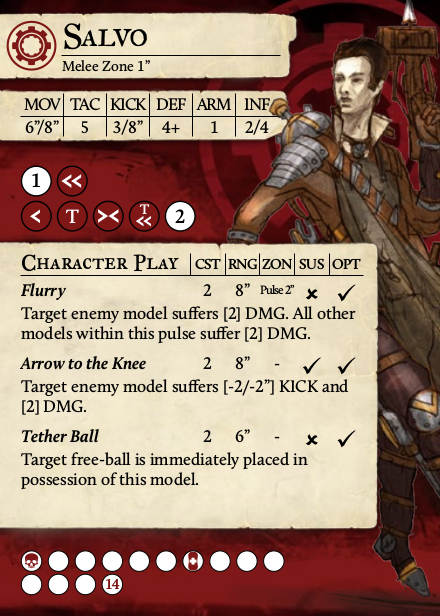 Salvo
Melee Zone 1”
MOV TAC KICK DEF ARM INF
6”/8” 5 3/8” 4+ 1 2/4
1 <<
< T >< T << 2
Character Play CST RNG ZON SUS OPT
Flurry 2 8” Pulse 2” ✗ ✓
Target enemy model suffers [2] DMG. All other
models within this pulse suffer [2] DMG.
Arrow to the Knee 2 8” - ✓ ✓
Target enemy model suffers [-2/-2”] KICK and
[2] DMG.
Tether Ball 2 6” - ✗ ✓
Target free-ball is immediately placed in
possession of this model.
14